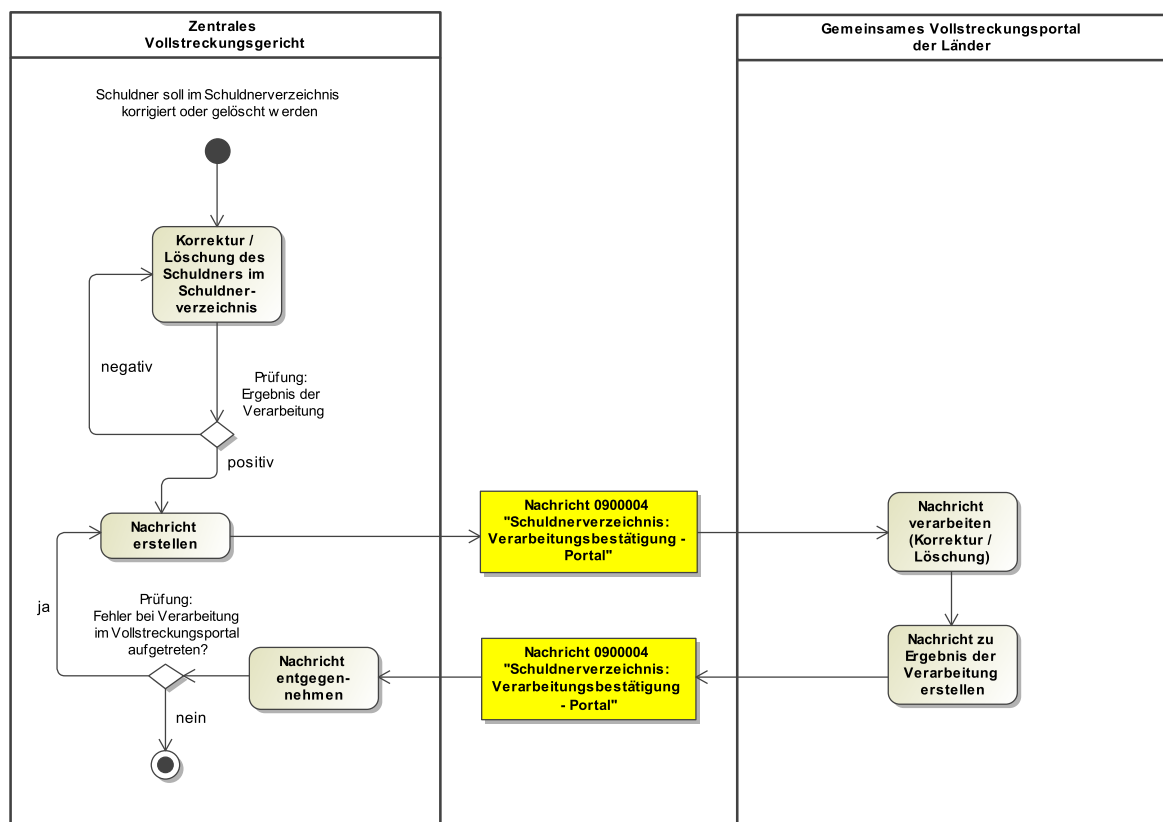 Zentrales
Vollstreckungsgericht
Gemeinsames Vollstreckungsportal
der Länder
Schuldner soll im Schuldnerverzeichnis
korrigiert oder gelöscht werden
Korrektur /
Löschung des
Schuldners im
Schuldner-
verzeichnis
negativ
Prüfung:
Ergebnis der
Verarbeitung
positiv
Nachricht
erstellen
Nachricht 0900004
"Schuldnerverzeichnis:
Verarbeitungsbestätigung -
Portal"
Nachricht
verarbeiten
(Korrektur /
Löschung)
ja
Prüfung:
Fehler bei Verarbeitung
im Vollstreckungsportal
aufgetreten?
Nachricht
entgegen-
nehmen
Nachricht 0900004
"Schuldnerverzeichnis:
Verarbeitungsbestätigung
- Portal"
Nachricht zu
Ergebnis der
Verarbeitung
erstellen
nein